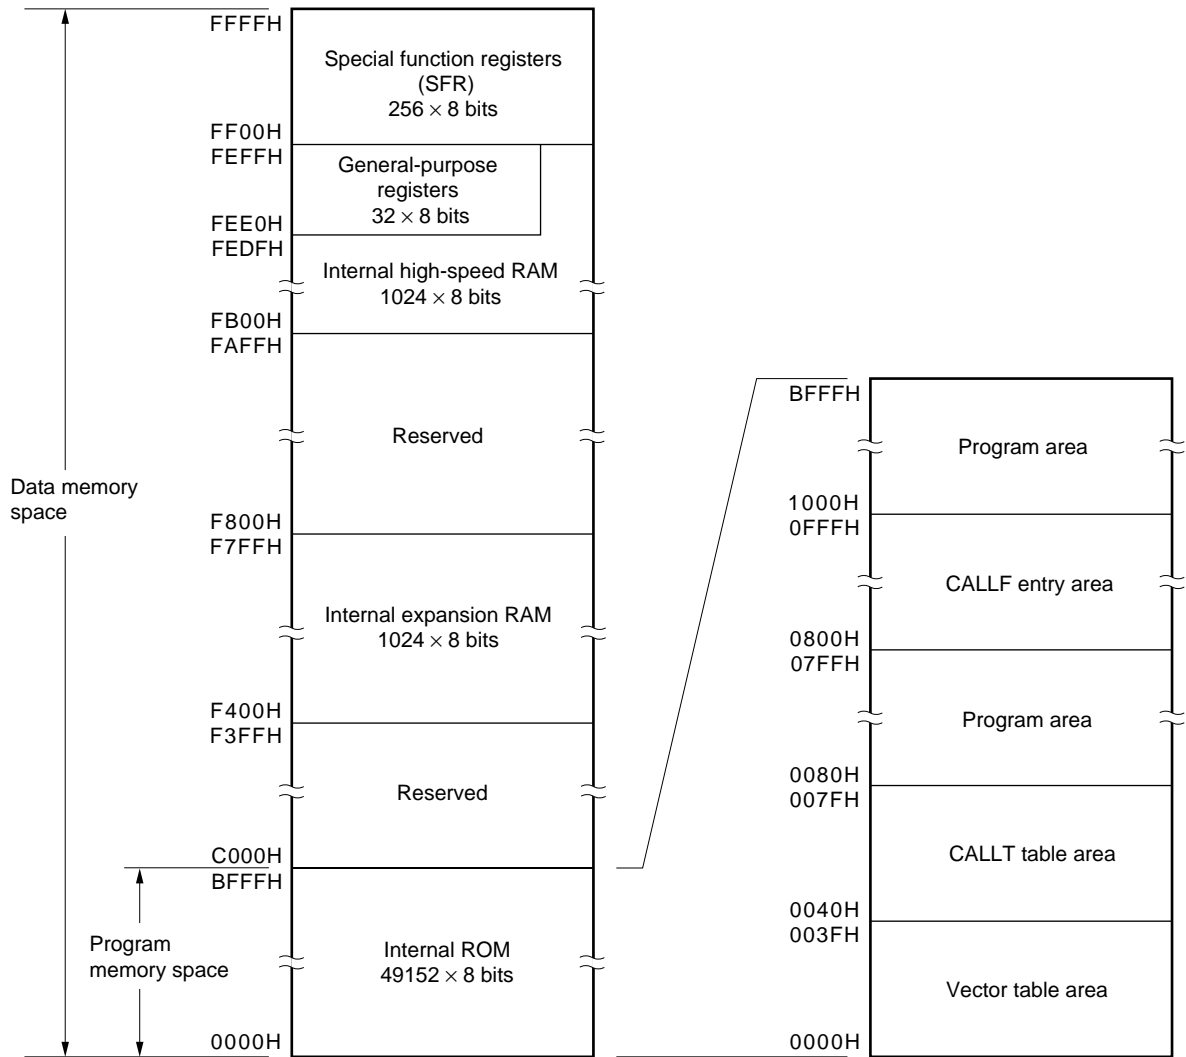 FFFFH
Special function registers
(SFR)
256 × 8 bits
FF00H
FEFFH
General-purpose
registers
32 × 8 bits
FEE0H
FEDFH
Internal high-speed RAM
1024 × 8 bits
FB00H
FAFFH
Reserved
Data memory
space
F800H
F7FFH
Internal expansion RAM
1024 × 8 bits
F400H
F3FFH
Reserved
C000H
BFFFH
Program
memory space
Internal ROM
49152 × 8 bits
0000H
BFFFH
Program area
1000H
0FFFH
CALLF entry area
0800H
07FFH
Program area
0080H
007FH
CALLT table area
0040H
003FH
Vector table area
0000H